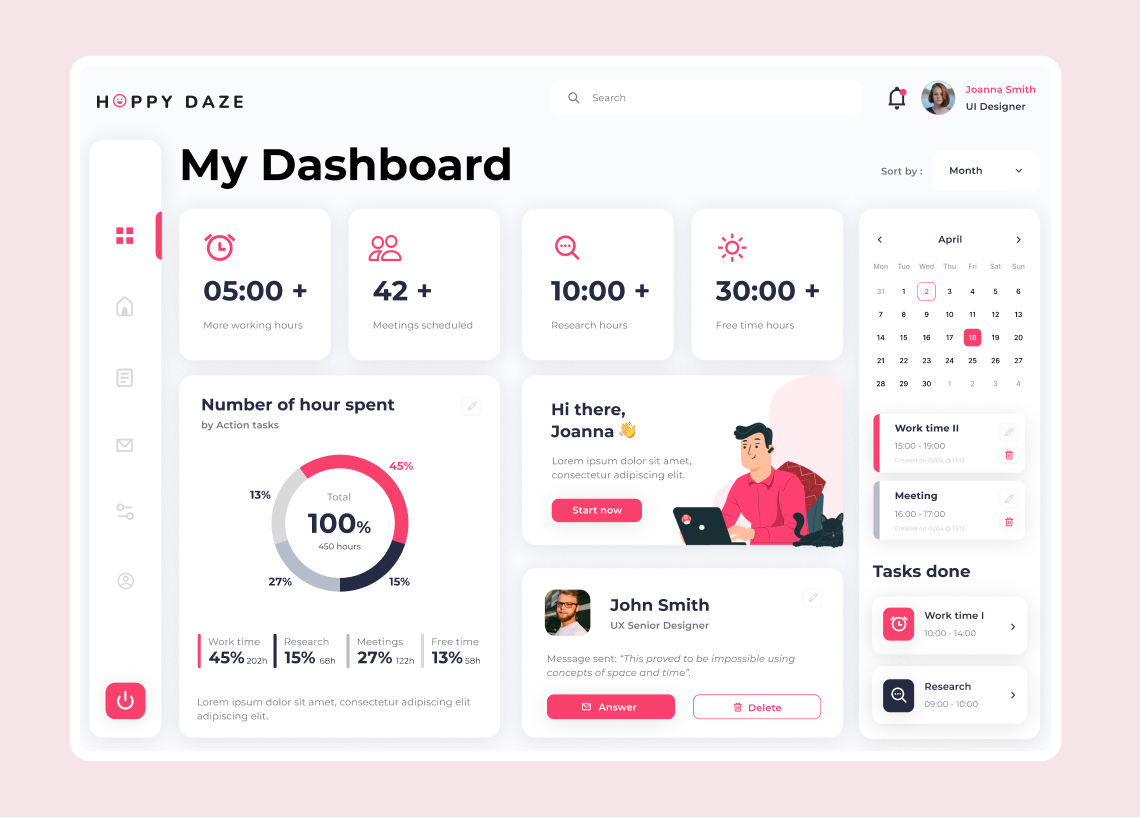 HOPPY DAZE
Search
Joanna Smith
UI Designer
My Dashboard
Sort by :
Month
05:00 +
More working hours
42 +
Meetings scheduled
10:00 +
Research hours
30:00 +
Free time hours
April
Mon Tue Wed Thu Fri Sat Sun
31 1 2 3 4 5 6
7 8 9 10 11 12 13
14 15 16 17 18 19 20
21 22 23 24 25 26 27
28 29 30 1 2 3 4
Number of hour spent
by Action tasks
45%
13%
Total
100%
450 hours
27%
15%
Work time
45% 202h
Research
15% 68h
Meetings
27% 122h
Free time
13% 58h
Lorem ipsum dolor sit amet, consectetur adipiscing elit
adipiscing elit.
Hi there,
Joanna 👋
Lorem ipsum dolor sit amet,
consectetur adipiscing elit.
Start now
John Smith
UX Senior Designer
Message sent: “This proved to be impossible using
concepts of space and time”.
Answer
Delete
Work time II
15:00 - 19:00
Created on 01/04 @ 13:12
Meeting
16:00 - 17:00
Created on 01/04 @ 13:12
Tasks done
Work time I
10:00 - 14:00
Research
09:00 - 10:00